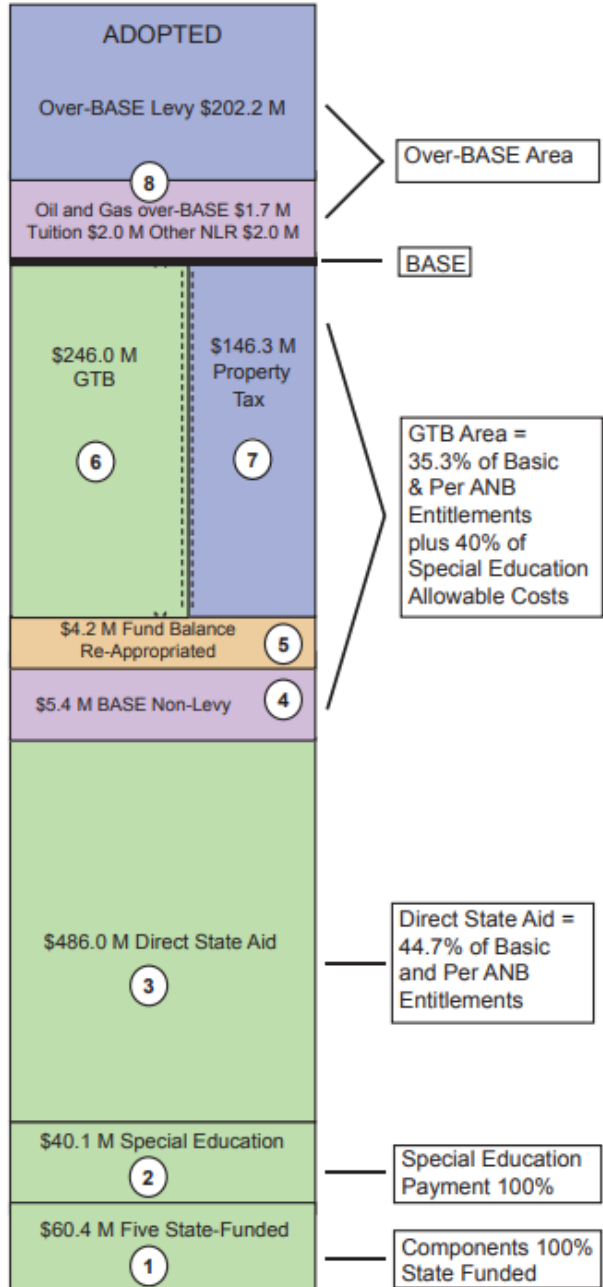 ADOPTED
Over-BASE Levy $202.2 M
8
Oil and Gas over-BASE $1.7 M
Tuition $2.0 M Other NLR $2.0 M
Over-BASE Area
BASE
$246.0 M
GTB
6
$146.3 M
Property
Tax
7
GTB Area =
35.3% of Basic
& Per ANB
Entitlements
plus 40% of
Special Education
Allowable Costs
$4.2 M Fund Balance
Re-Appropriated
5
$5.4 M BASE Non-Levy
4
$486.0 M Direct State Aid
3
Direct State Aid =
44.7% of Basic
and Per ANB
Entitlements
$40.1 M Special Education
2
Special Education
Payment 100%
$60.4 M Five State-Funded
1
Components 100%
State Funded